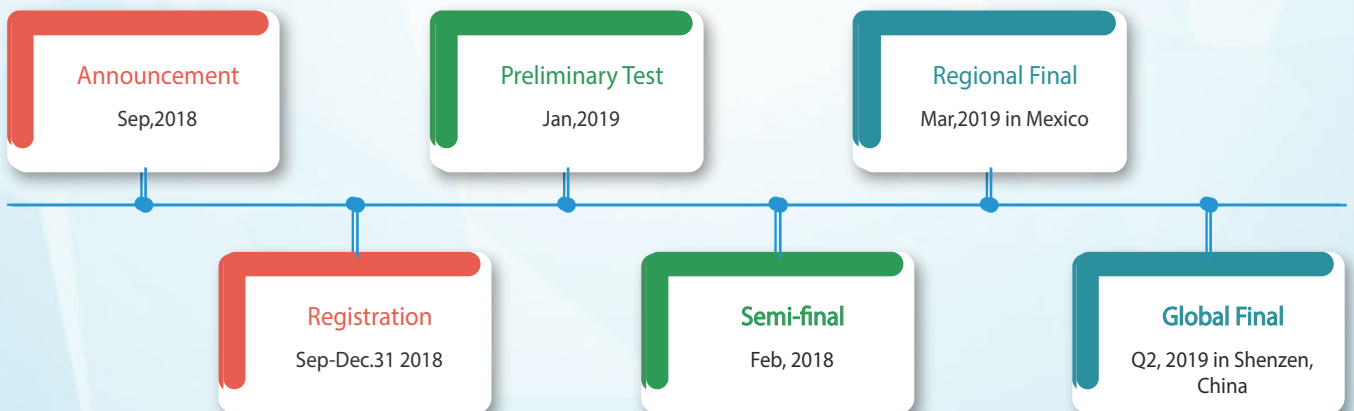 Announcement
Sep,2018
Preliminary Test
Jan,2019
Regional Final
Mar,2019 in Mexico
Registration
Sep-Dec.31 2018
Semi-final
Feb, 2018
Global Final
Q2, 2019 in Shenzen,
China